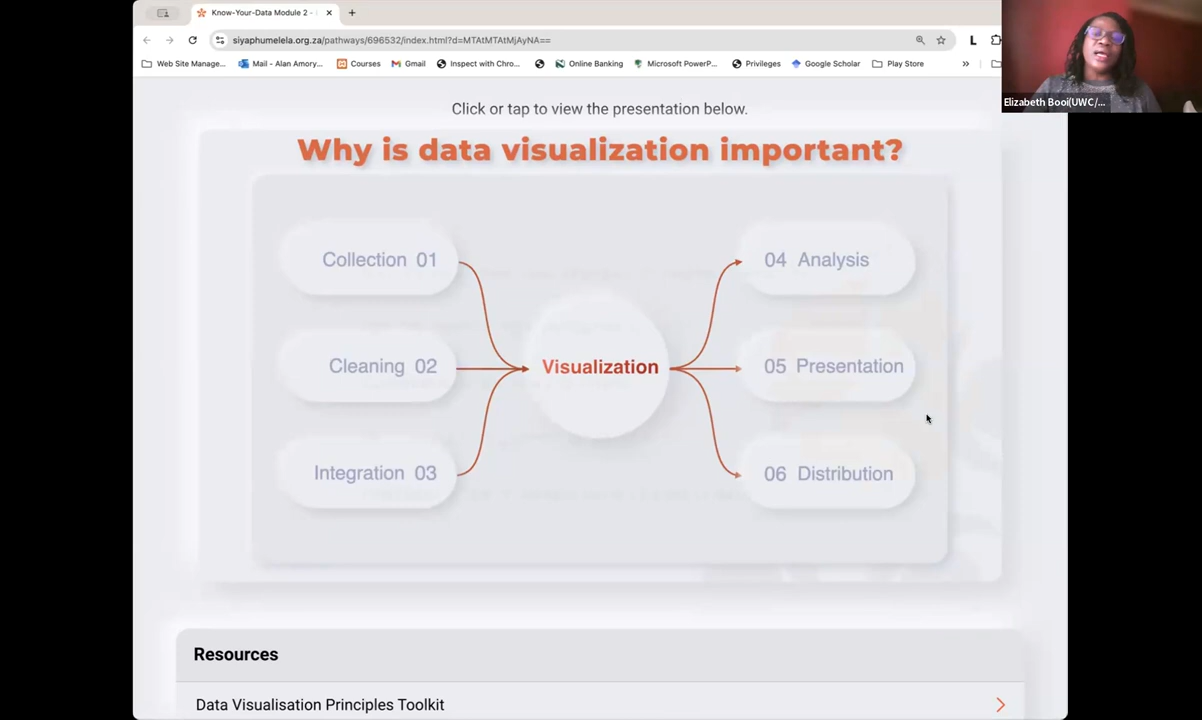 Know-Your-Data Module 2 -
siyaphumelela.org.za/pathways/696532/index.html?d=MTAtMTAtMjAyNA==
Web Site Manage... Mail - Alan Amory,... Courses Gmail Inspect with Chro... Online Banking Microsoft PowerP... Privileges Google Scholar Play Store
Elizabeth Booi(UWC/...
Click or tap to view the presentation below.
Why is data visualization important?
Collection 01
Cleaning 02
Integration 03
Visualization
04 Analysis
05 Presentation
06 Distribution
Resources
Data Visualisation Principles Toolkit